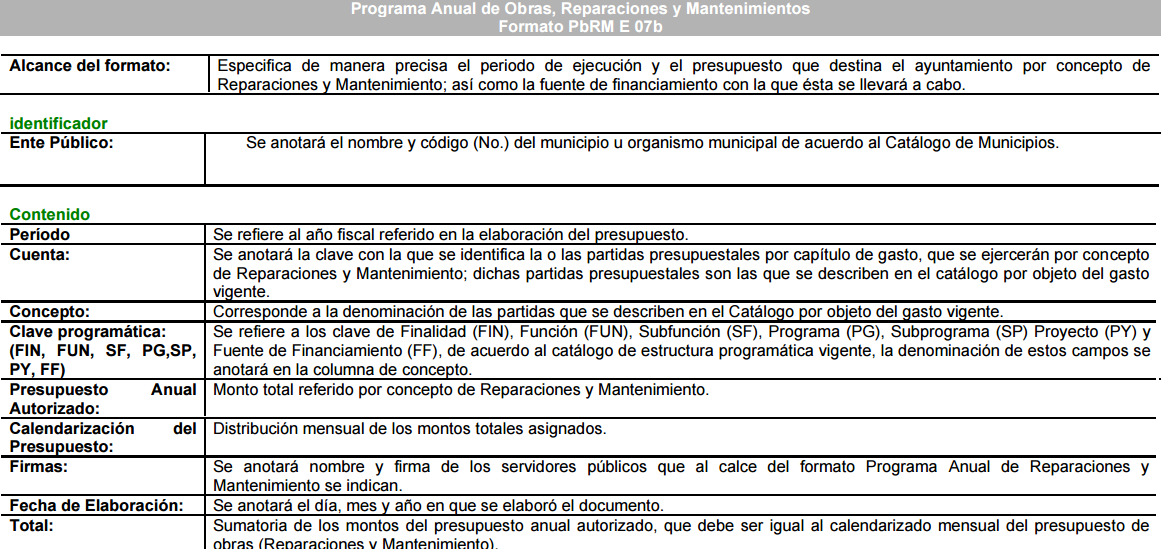 Programa Anual de Obras, Reparaciones y Mantenimientos
Formato PbRM E 07b
Alcance del formato: Especifica de manera precisa el periodo de ejecución y el presupuesto que destina el ayuntamiento por concepto de
Reparaciones y Mantenimiento; así como la fuente de financiamiento con la que ésta se llevará a cabo.
identificador
Ente Público: Se anotará el nombre y código (No.) del municipio u organismo municipal de acuerdo al Catálogo de Municipios.
Contenido
Período Se refiere al año fiscal referido en la elaboración del presupuesto.
Cuenta: Se anotará la clave con la que se identifica la o las partidas presupuestales por capítulo de gasto, que se ejercerán por concepto
de Reparaciones y Mantenimiento; dichas partidas presupuestales son las que se describen en el catálogo por objeto del gasto
vigente.
Concepto: Corresponde a la denominación de las partidas que se describen en el Catálogo por objeto del gasto vigente.
Clave programática: Se refiere a los clave de Finalidad (FIN), Función (FUN), Subfunción (SF), Programa (PG), Subprograma (SP) Proyecto (PY) y
(FIN, FUN, SF, PG,SP, Fuente de Financiamiento (FF), de acuerdo al catálogo de estructura programática vigente, la denominación de estos campos se
PY, FF) anotará en la columna de concepto.
Presupuesto Anual Monto total referido por concepto de Reparaciones y Mantenimiento.
Autorizado:
Calendarización del Distribución mensual de los montos totales asignados.
Presupuesto:
Firmas: Se anotará nombre y firma de los servidores públicos que al calce del formato Programa Anual de Reparaciones y
Mantenimiento se indican.
Fecha de Elaboración: Se anotará el día, mes y año en que se elaboró el documento.
Total: Sumatoria de los montos del presupuesto anual autorizado, que debe ser igual al calendarizado mensual del presupuesto de
obras (Reparaciones y Mantenimiento).